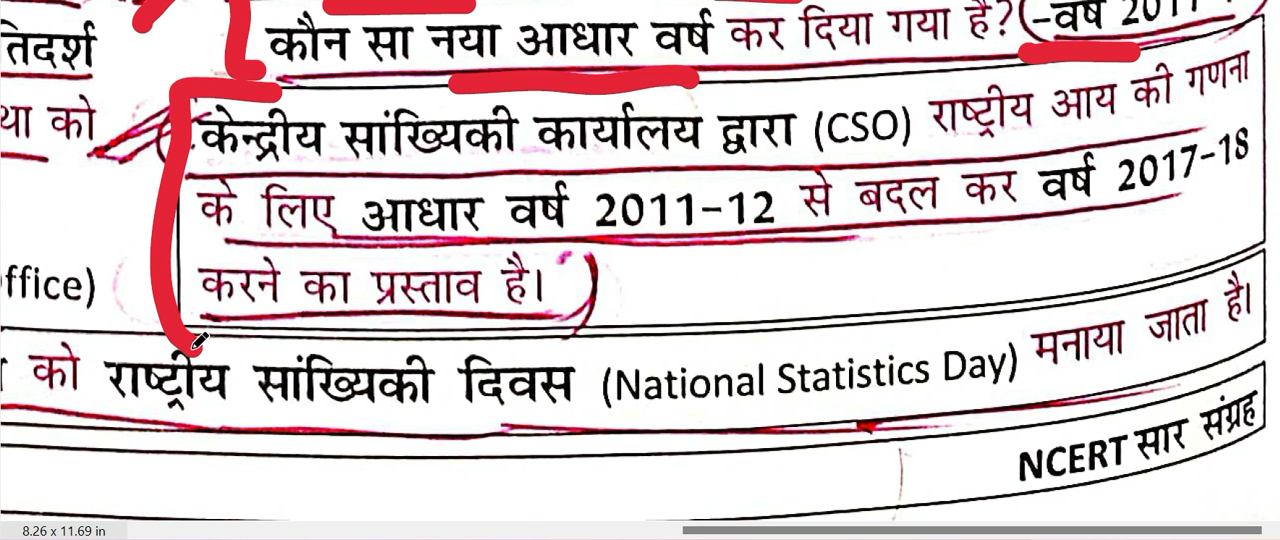 तिदर्श
कौन सा नया आधार वर्ष कर दिया गया है? (-वर्ष 2011-
था को
केन्द्रीय सांख्यिकी कार्यालय द्वारा (CSO) राष्ट्रीय आय की गणना
के लिए आधार वर्ष 2011-12 से बदल कर वर्ष 2017-18
ffice)
करने का प्रस्ताव है।
को राष्ट्रीय सांख्यिकी दिवस (National Statistics Day) मनाया जाता है।
NCERT सार संग्रह
8.26 x 11.69 in